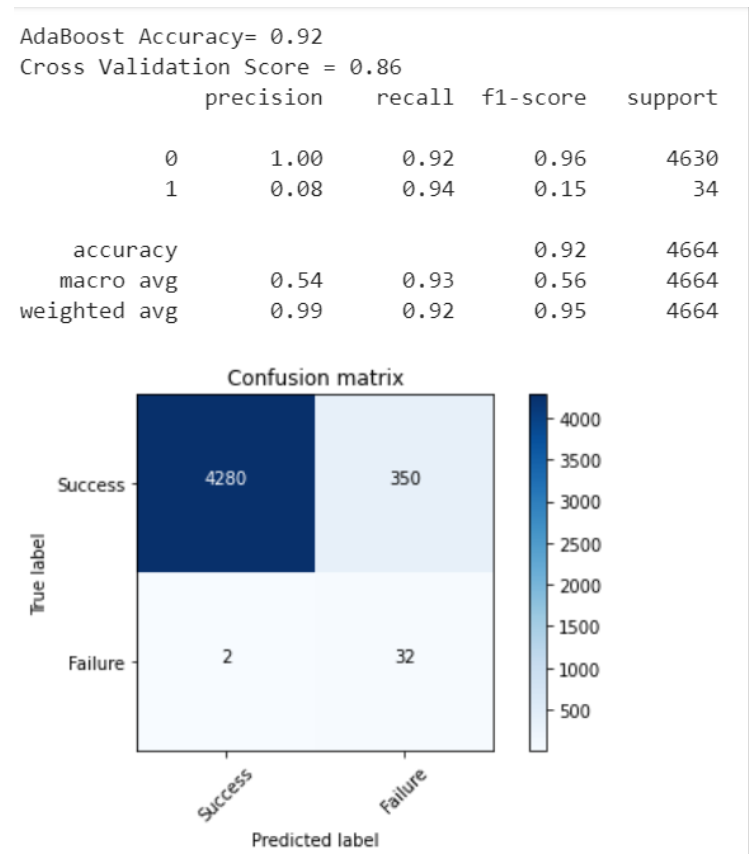 AdaBoost Accuracy= 0.92
Cross Validation Score = 0.86
precision recall f1-score support
0 1.00 0.92 0.96 4630
1 0.08 0.94 0.15 34
accuracy 0.92 4664
macro avg 0.54 0.93 0.56 4664
weighted avg 0.99 0.92 0.95 4664
Confusion matrix
4000
3500
3000
2500
2000
1500
1000
500
Success 4280 350
Failure 2 32
True label
Success Failure
Predicted label